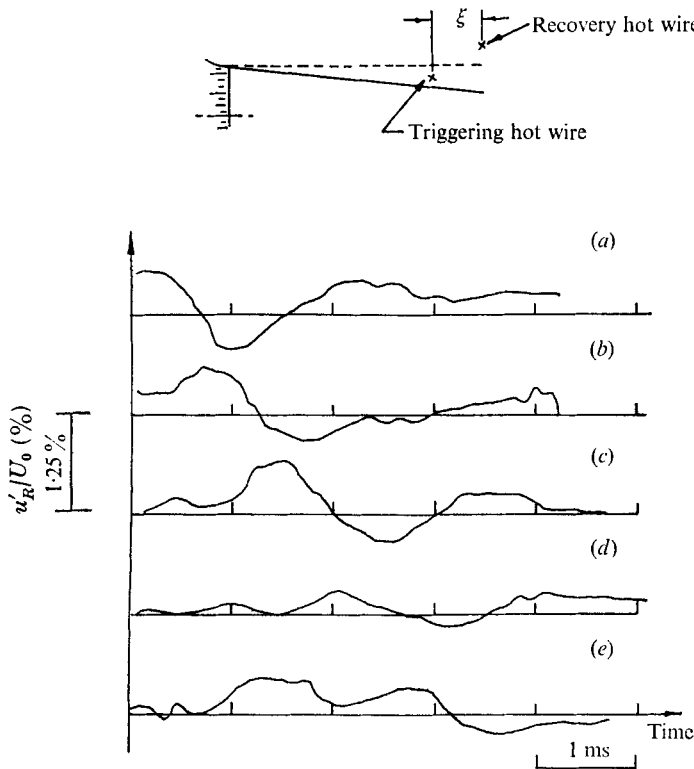 ξ
Recovery hot wire
Triggering hot wire
(a)
(b)
(c)
(d)
(e)
u′R/U0 (%)
1·25 %
Time
1 ms